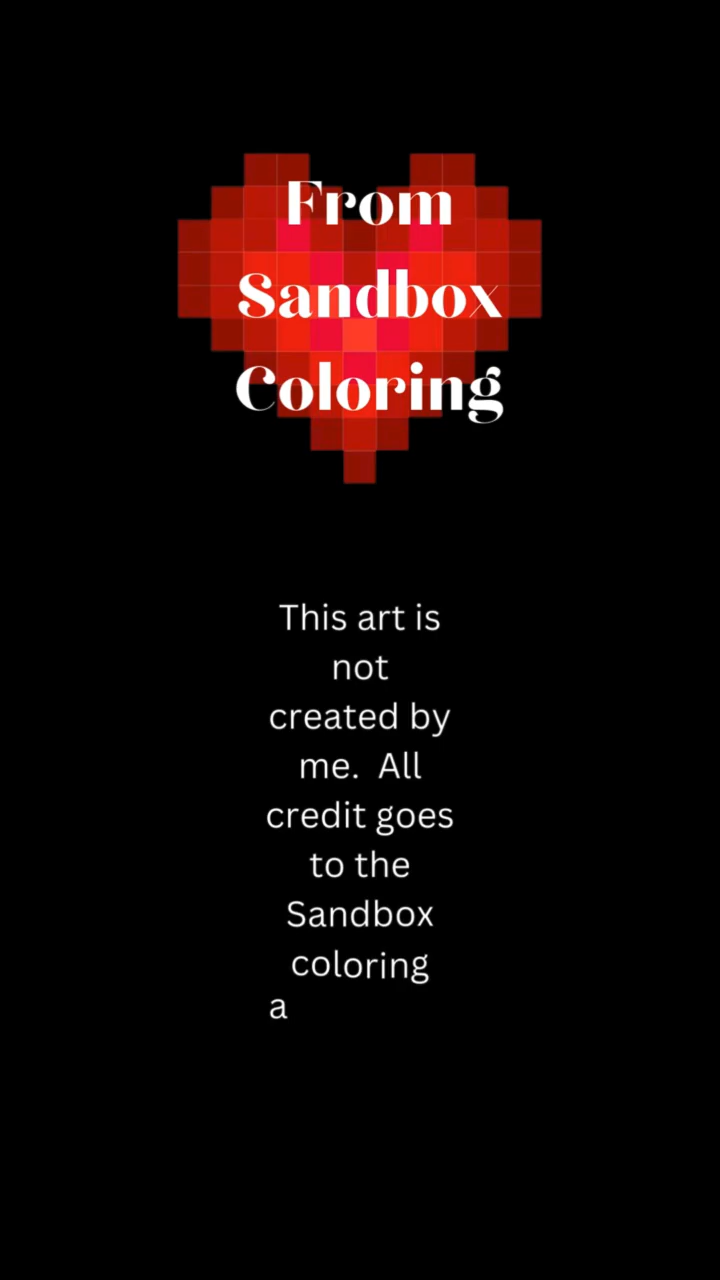 From
Sandbox
Coloring
This art is
not
created by
me.  All
credit goes
to the
Sandbox
coloring
a